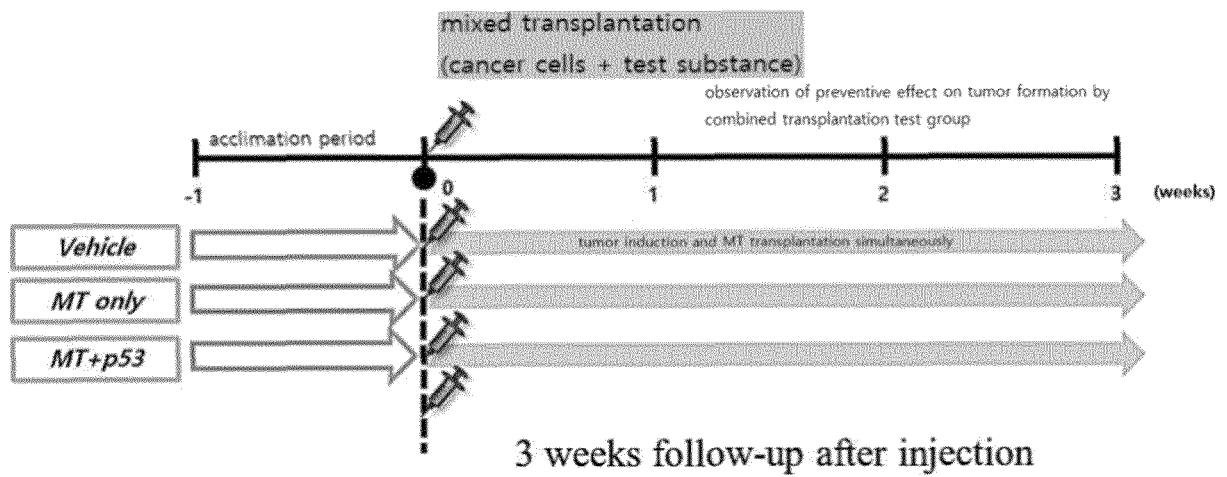 mixed transplantation
(cancer cells + test substance)
observation of preventive effect on tumor formation by
combined transplantation test group
acclimation period
-1
0
1
2
3
(weeks)
Vehicle
tumor induction and MT transplantation simultaneously
MT only
MT+p53
3 weeks follow-up after injection